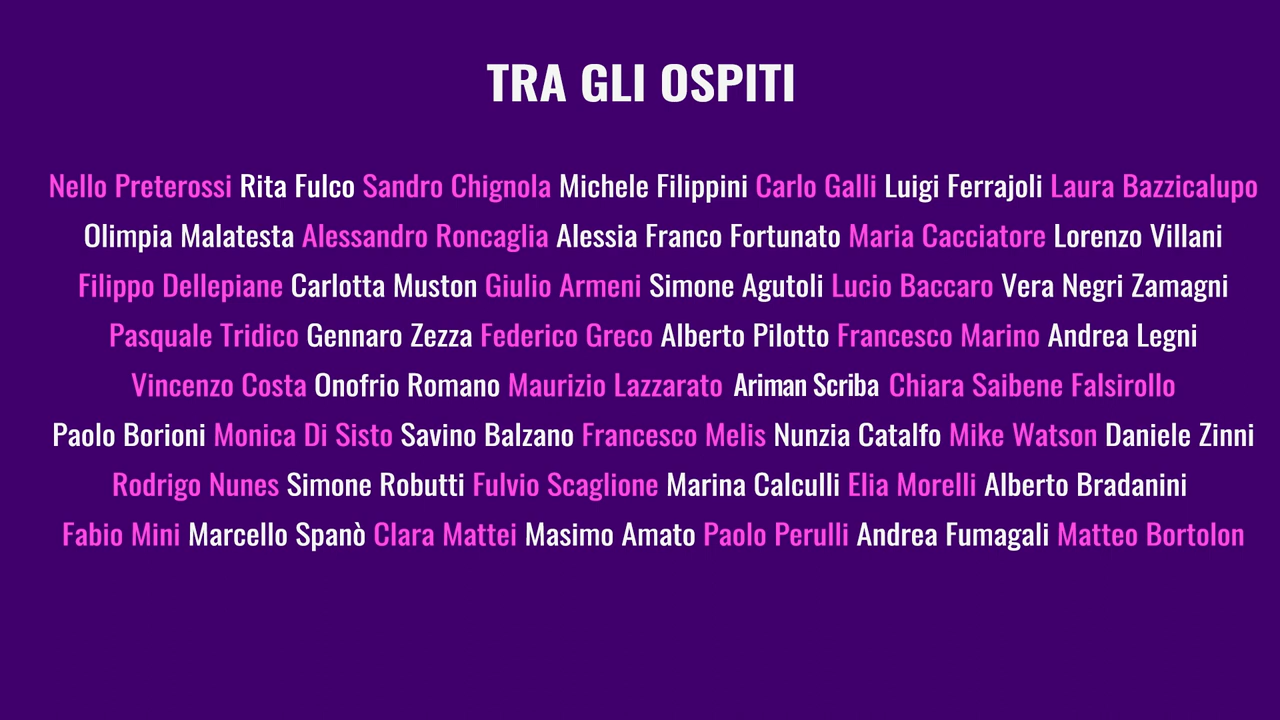 TRA GLI OSPITI
Nello Preterossi Rita Fulco Sandro Chignola Michele Filippini Carlo Galli Luigi Ferrajoli Laura Bazzicalupo
Olimpia Malatesta Alessandro Roncaglia Alessia Franco Fortunato Maria Cacciatore Lorenzo Villani
Filippo Dellepiane Carlotta Muston Giulio Armeni Simone Agutoli Lucio Baccaro Vera Negri Zamagni
Pasquale Tridico Gennaro Zezza Federico Greco Alberto Pilotto Francesco Marino Andrea Legni
Vincenzo Costa Onofrio Romano Maurizio Lazzarato Ariman Scriba Chiara Saibene Falsirollo
Paolo Borioni Monica Di Sisto Savino Balzano Francesco Melis Nunzia Catalfo Mike Watson Daniele Zinni
Rodrigo Nunes Simone Robutti Fulvio Scaglione Marina Calculli Elia Morelli Alberto Bradanini
Fabio Mini Marcello Spanò Clara Mattei Masimo Amato Paolo Perulli Andrea Fumagali Matteo Bortolon